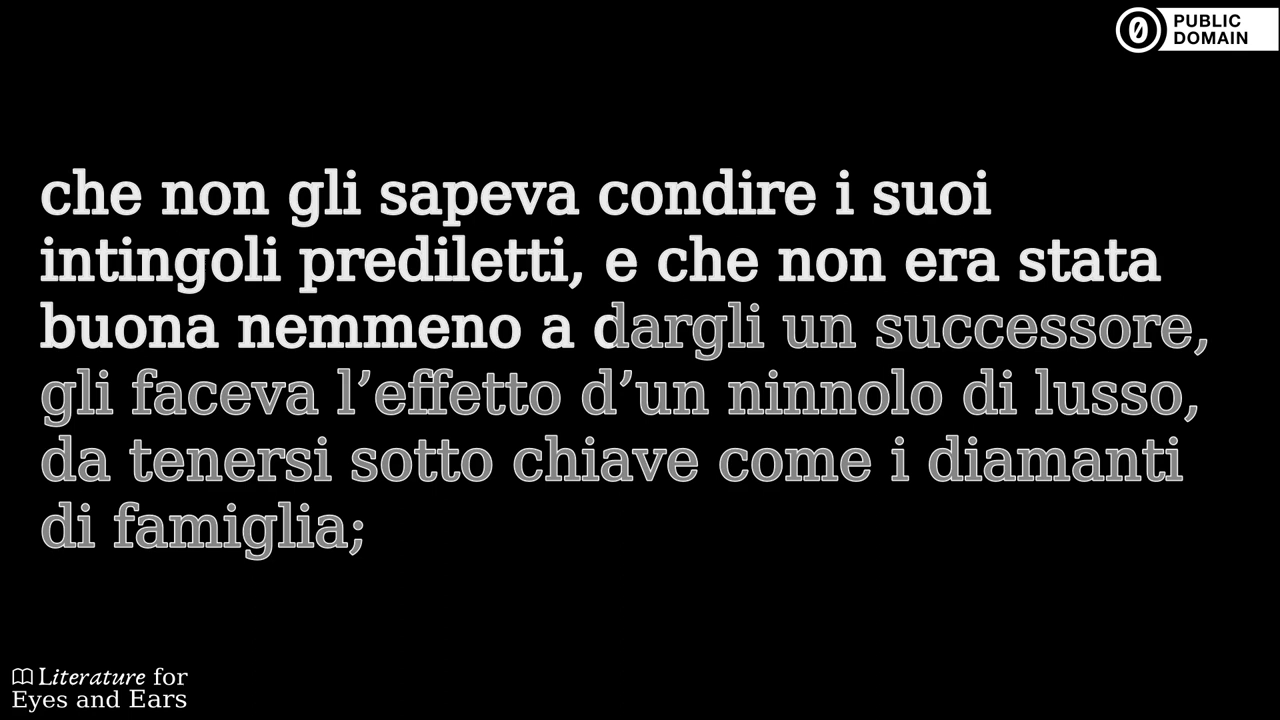 PUBLIC
DOMAIN
che non gli sapeva condire i suoi
intingoli prediletti, e che non era stata
buona nemmeno a dargli un successore,
gli faceva l’effetto d’un ninnolo di lusso,
da tenersi sotto chiave come i diamanti
di famiglia;
Literature for
Eyes and Ears